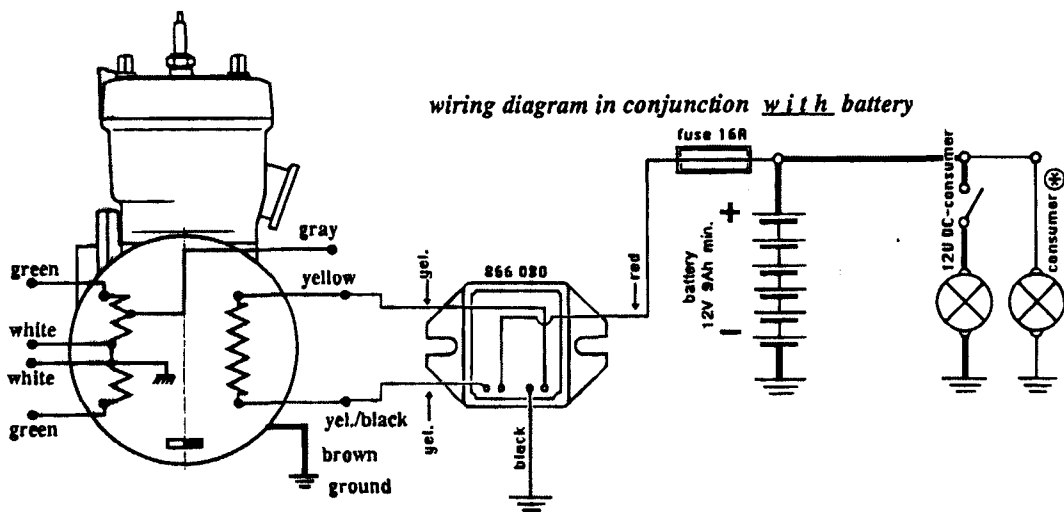 wiring diagram in conjunction with battery
fuse 16A
gray
green
yellow
yel.
866 080
red
+
battery
12V 9Ah min.
12V DC-consumer
consumer *
white
white
−
green
yel./black
yel.
black
brown
ground